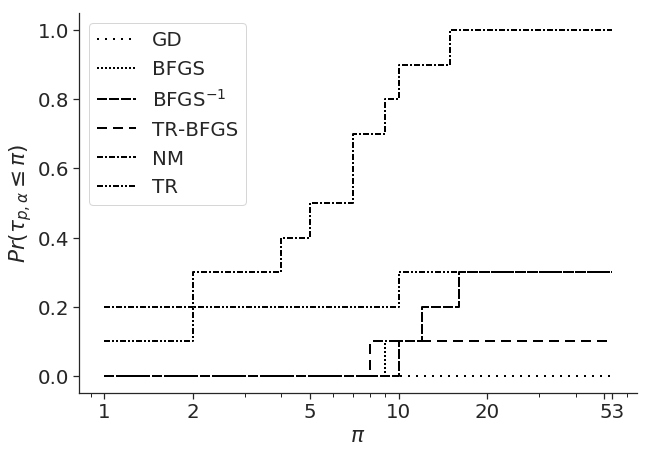 1.0
0.8
0.6
0.4
0.2
0.0
Pr(τp,α ≤ π)
GD
BFGS
BFGS⁻¹
TR-BFGS
NM
TR
1 2 5 10 20 53
π